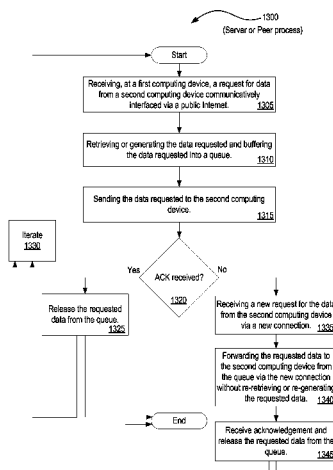 1300
(Server or Peer process)
Start
Receiving, at a first computing device, a request for data
from a second computing device communicatively
interfaced via a public Internet.
1305
Retrieving or generating the data requested and buffering
the data requested into a queue.
1310
Sending the data requested to the second computing
device.
1315
Iterate
1330
ACK received?
1320
Yes
No
Release the requested
data from the queue.
1325
Receiving a new request for the data
from the second computing device
via a new connection.
1335
Forwarding the requested data to
the second computing device from
the queue via the new connection
without re-retrieving or re-generating
the requested data.
1340
End
Receive acknowledgement and
release the requested data from the
queue.
1345